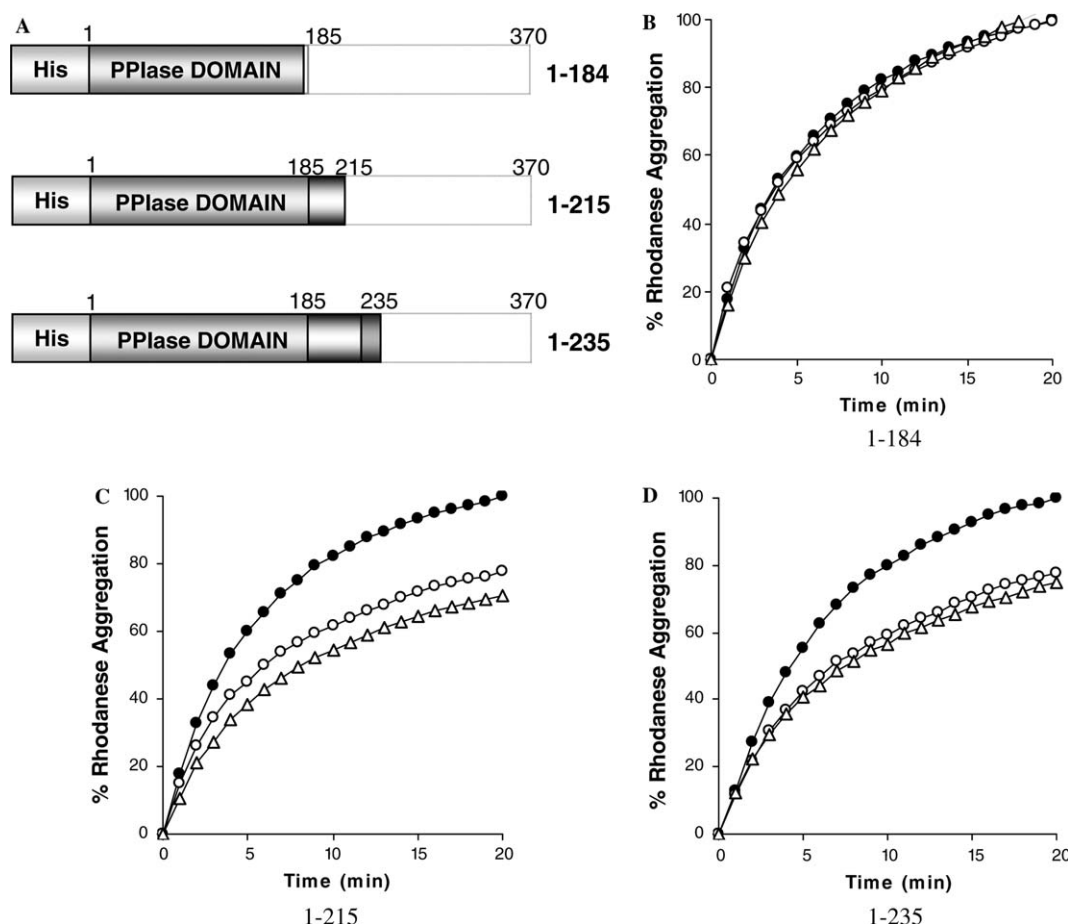 A
1 185 370
His PPIase DOMAIN 1-184
1 185 215 370
His PPIase DOMAIN 1-215
1 185 235 370
His PPIase DOMAIN 1-235
B
% Rhodanese Aggregation
100
80
60
40
20
0
0 5 10 15 20
Time (min)
1-184
C
% Rhodanese Aggregation
100
80
60
40
20
0
0 5 10 15 20
Time (min)
1-215
D
% Rhodanese Aggregation
100
80
60
40
20
0
0 5 10 15 20
Time (min)
1-235